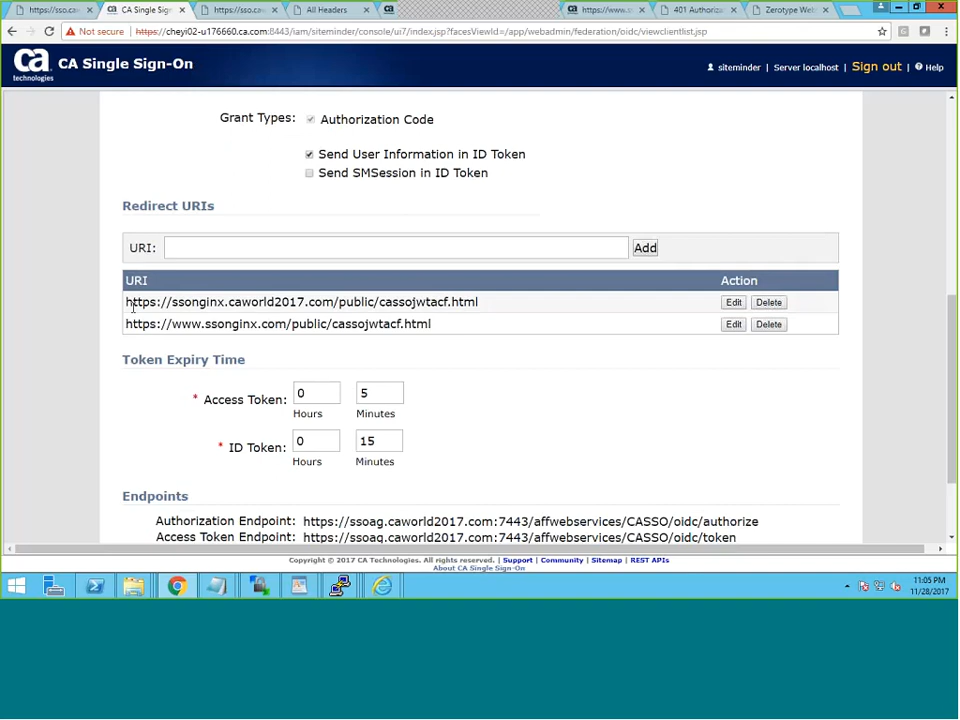 https://sso.ca
CA Single Sig
https://sso.ca
All Headers
https://www.s
401 Authoriz
Zerotype Web
Not secure | https://cheyi02-u176660.ca.com:8443/iam/siteminder/console/ui7/index.jsp?facesViewId=/app/webadmin/federation/oidc/viewclientlist.jsp
ca technologies
CA Single Sign-On
siteminder | Server localhost | Sign out | Help
Grant Types: Authorization Code
Send User Information in ID Token
Send SMSession in ID Token
Redirect URIs
URI: Add
URI Action
https://ssonginx.caworld2017.com/public/cassojwtacf.html Edit Delete
https://www.ssonginx.com/public/cassojwtacf.html Edit Delete
Token Expiry Time
* Access Token: 0 5
Hours Minutes
* ID Token: 0 15
Hours Minutes
Endpoints
Authorization Endpoint: https://ssoag.caworld2017.com:7443/affwebservices/CASSO/oidc/authorize
Access Token Endpoint: https://ssoag.caworld2017.com:7443/affwebservices/CASSO/oidc/token
Copyright © 2017 CA Technologies. All rights reserved. | Support | Community | Sitemap | REST APIs
About CA Single Sign-On
11:05 PM
11/28/2017